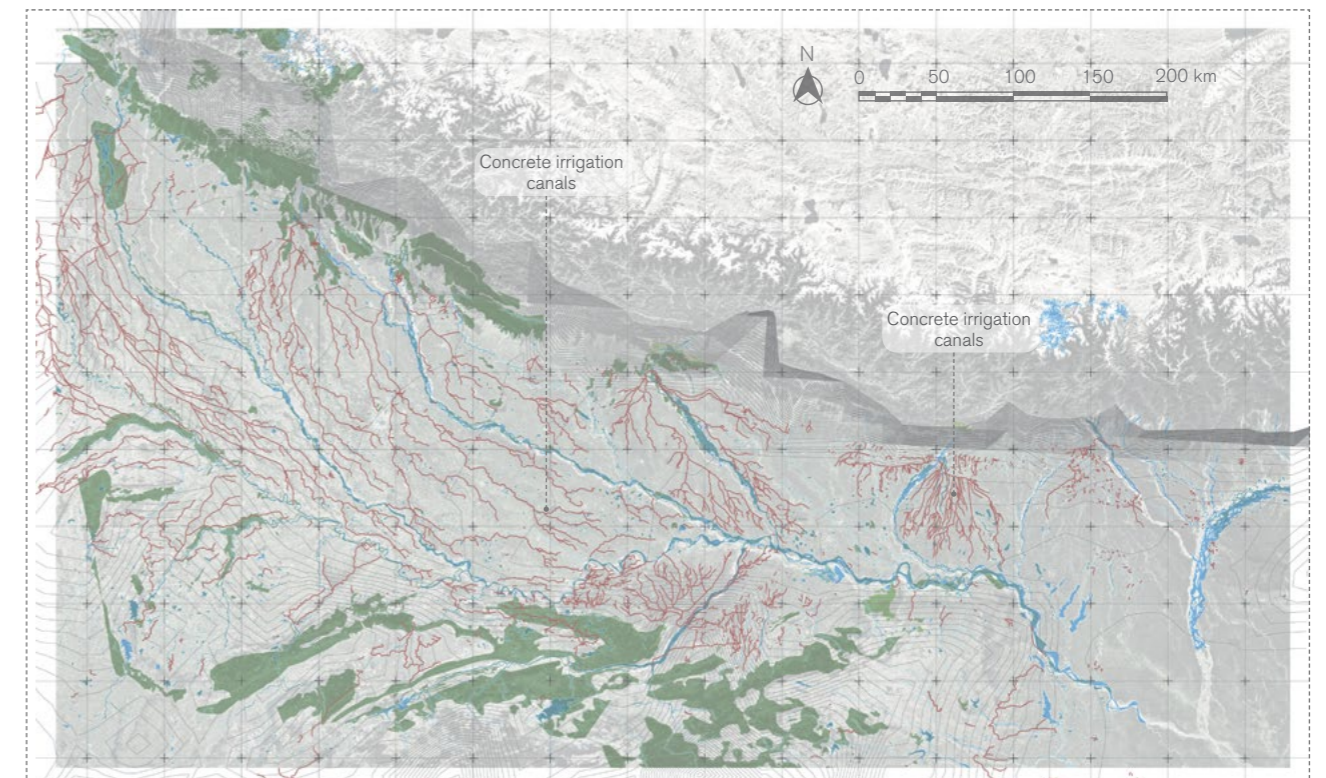 N
0 50 100 150 200 km
Concrete irrigation
canals
Concrete irrigation
canals